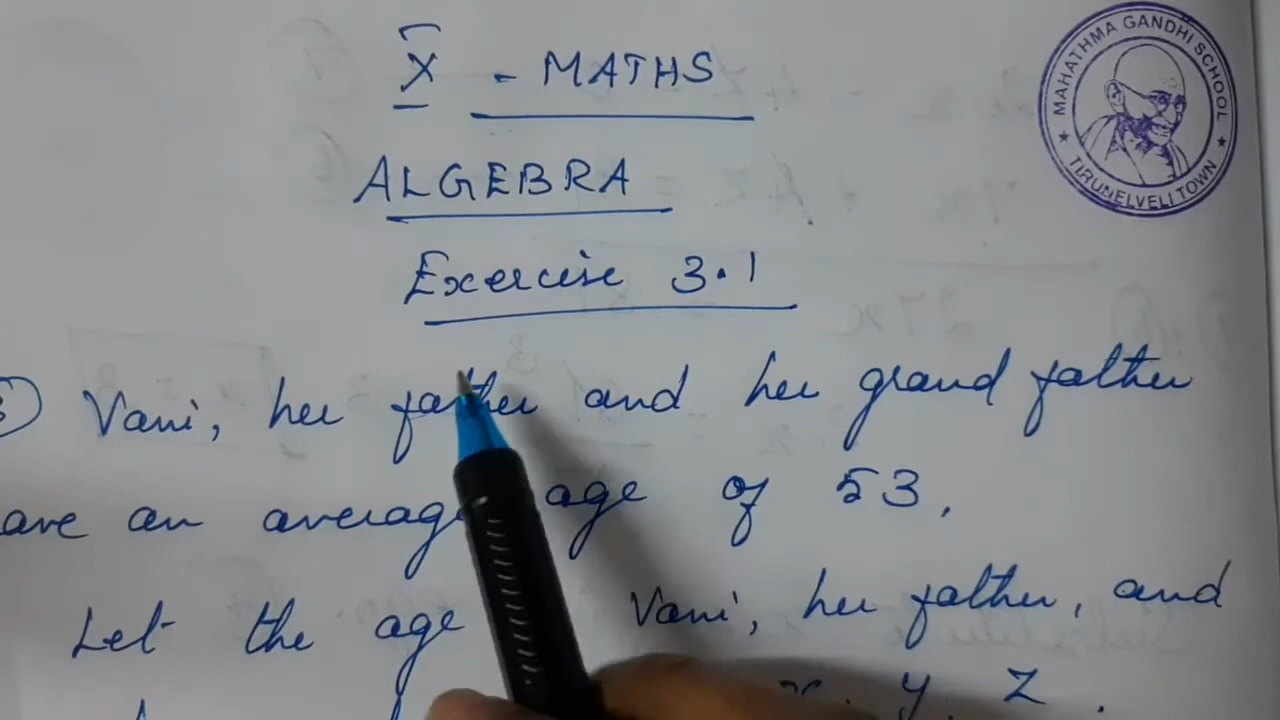 X - MATHS
ALGEBRA
Exercise 3.1
Vani, her father and her grand father
an average age of 53.
Let the age Vani, her father, and
x, y, z.
MAHATHMA GANDHI SCHOOL
TIRUNELVELI TOWN